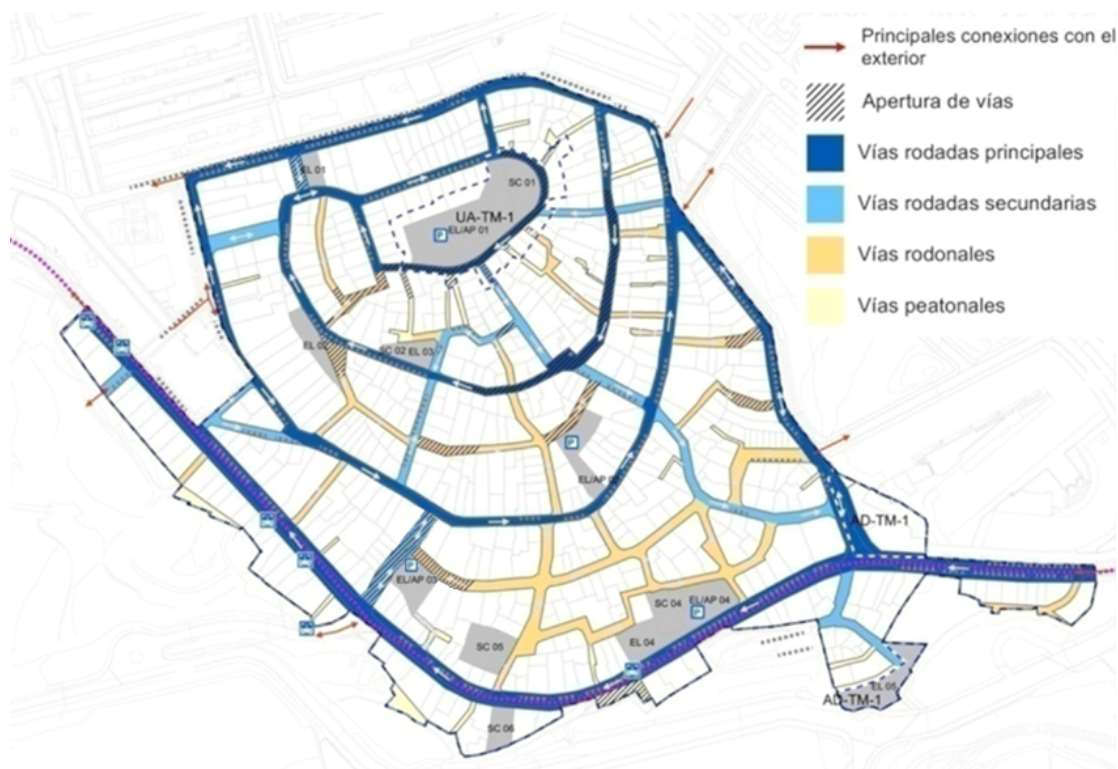 Principales conexiones con el
exterior
Apertura de vías
Vías rodadas principales
Vías rodadas secundarias
Vías rodonales
Vías peatonales
EL 01
SC 01
UA-TM-1
P
EL/AP 01
EL 02
SC 02
EL 03
P
EL/AP
AD-TM-1
P
EL/AP 03
SC 04
EL/AP 04
P
SC 05
EL 04
EL 05
AD-TM-1
SC 06